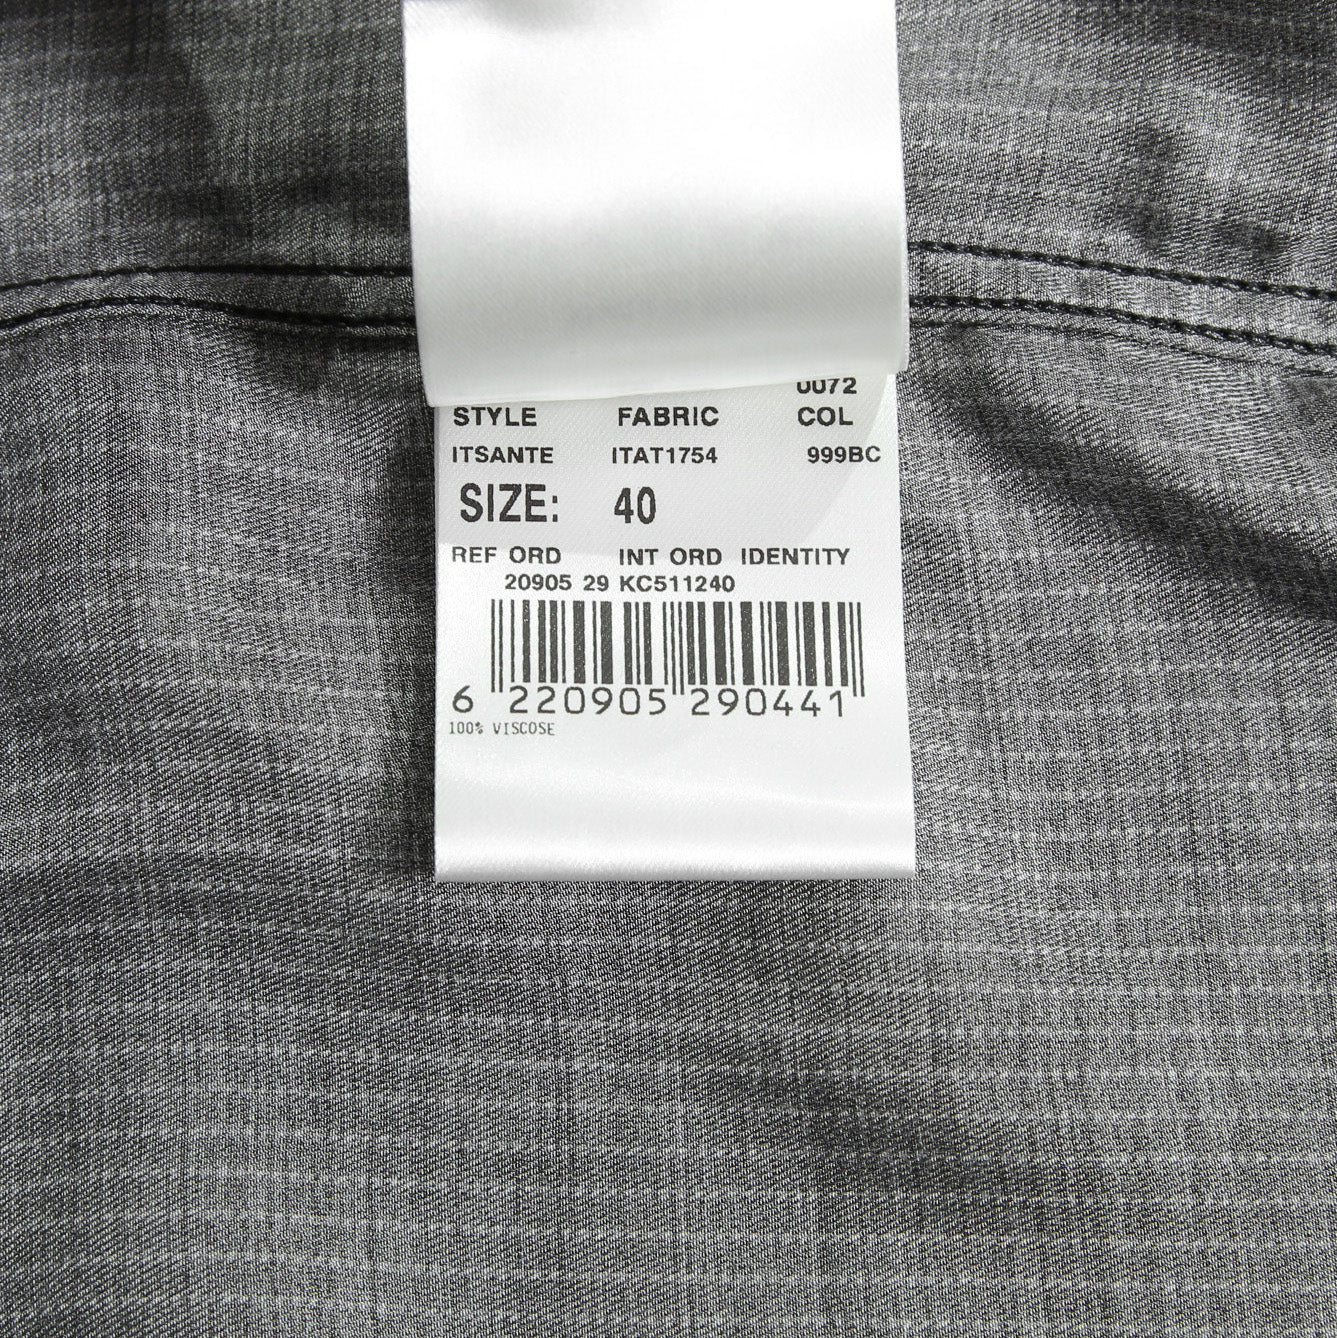 0072
STYLE FABRIC COL
ITSANTE ITAT1754 999BC
SIZE: 40
REF ORD INT ORD IDENTITY
20905 29 KC511240
6 220905 290441
100% VISCOSE